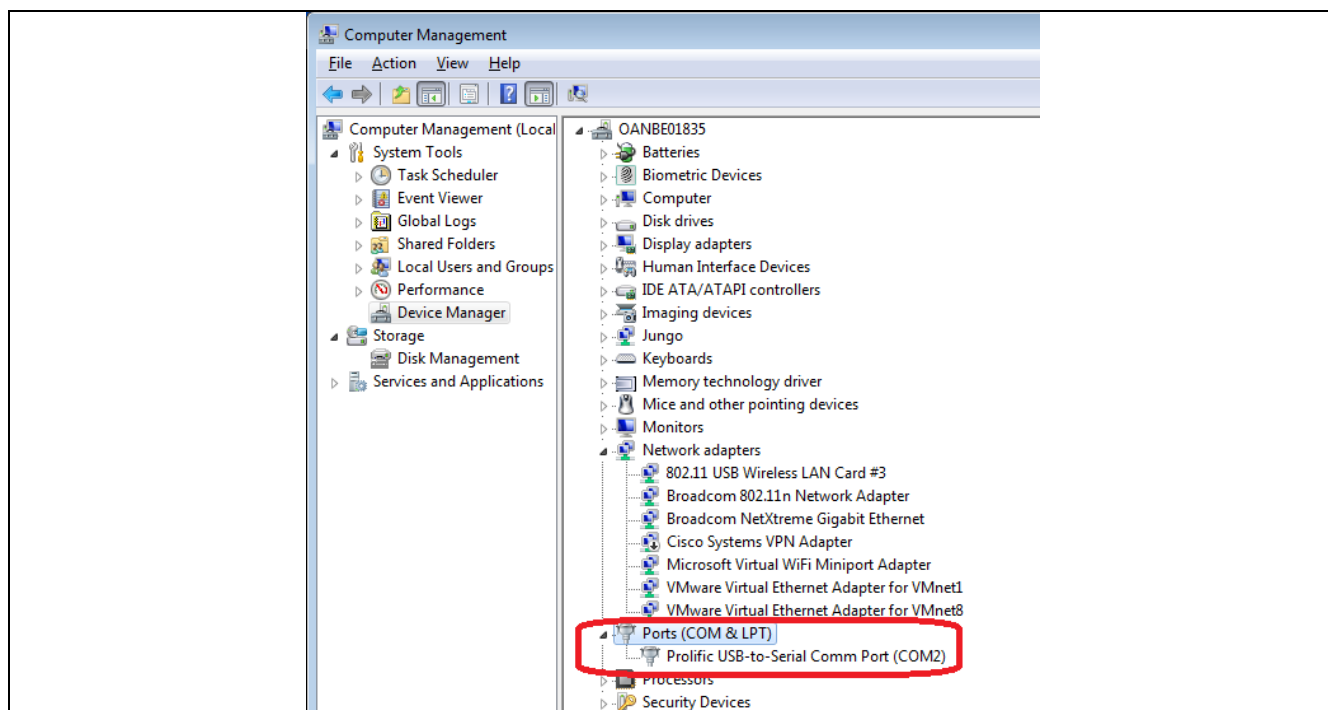 Computer Management
File Action View Help
Computer Management (Local
System Tools
Task Scheduler
Event Viewer
Global Logs
Shared Folders
Local Users and Groups
Performance
Device Manager
Storage
Disk Management
Services and Applications
OANBE01835
Batteries
Biometric Devices
Computer
Disk drives
Display adapters
Human Interface Devices
IDE ATA/ATAPI controllers
Imaging devices
Jungo
Keyboards
Memory technology driver
Mice and other pointing devices
Monitors
Network adapters
802.11 USB Wireless LAN Card #3
Broadcom 802.11n Network Adapter
Broadcom NetXtreme Gigabit Ethernet
Cisco Systems VPN Adapter
Microsoft Virtual WiFi Miniport Adapter
VMware Virtual Ethernet Adapter for VMnet1
VMware Virtual Ethernet Adapter for VMnet8
Ports (COM & LPT)
Prolific USB-to-Serial Comm Port (COM2)
Processors
Security Devices